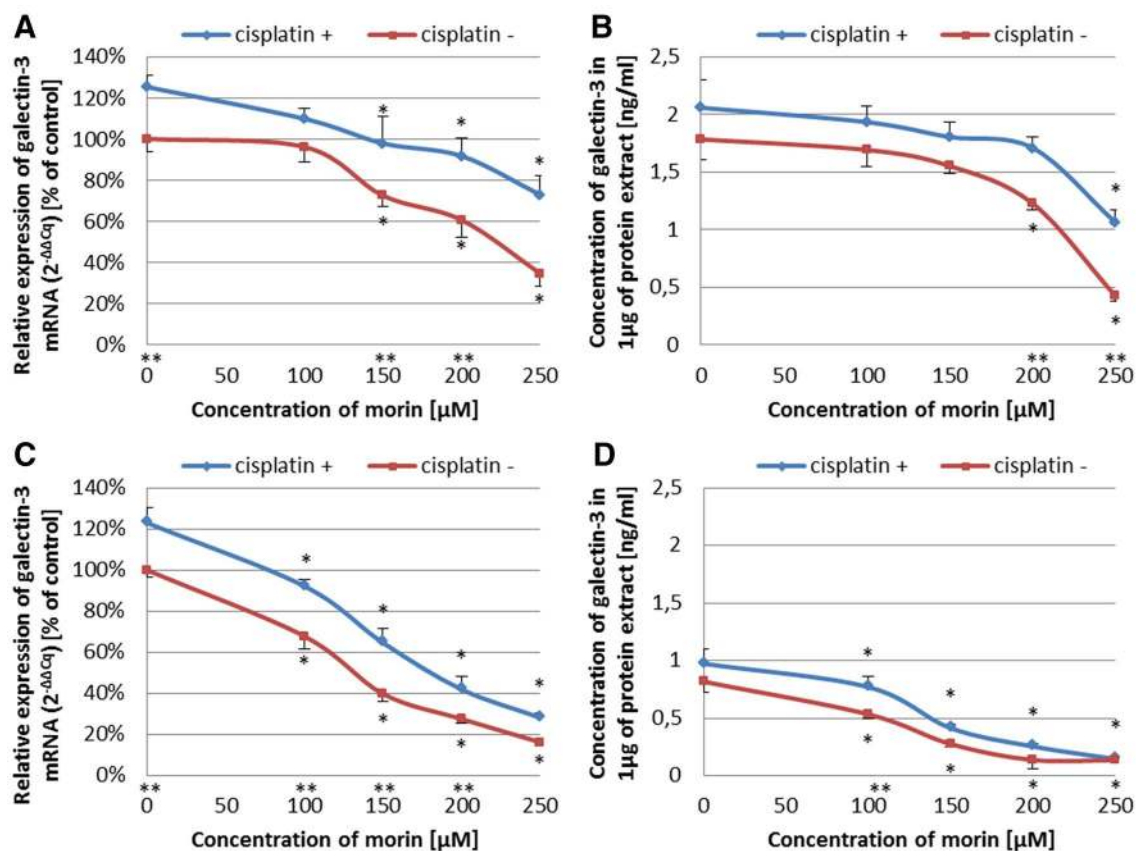 A
cisplatin + cisplatin -
Relative expression of galectin-3
mRNA (2-ΔΔCq) [% of control]
140%
120%
100%
80%
60%
40%
20%
0%
* * *
* * *
** ** **
0 50 100 150 200 250
Concentration of morin [µM]
B
cisplatin + cisplatin -
Concentration of galectin-3 in
1µg of protein extract [ng/ml]
2,5
2
1,5
1
0,5
0
*
* *
** **
0 50 100 150 200 250
Concentration of morin [µM]
C
cisplatin + cisplatin -
Relative expression of galectin-3
mRNA (2-ΔΔCq) [% of control]
140%
120%
100%
80%
60%
40%
20%
0%
* * * *
* * * *
** ** ** **
0 50 100 150 200 250
Concentration of morin [µM]
D
cisplatin + cisplatin -
Concentration of galectin-3 in
1µg of protein extract [ng/ml]
2,5
2
1,5
1
0,5
0
* * * *
* * * *
**
0 50 100 150 200 250
Concentration of morin [µM]